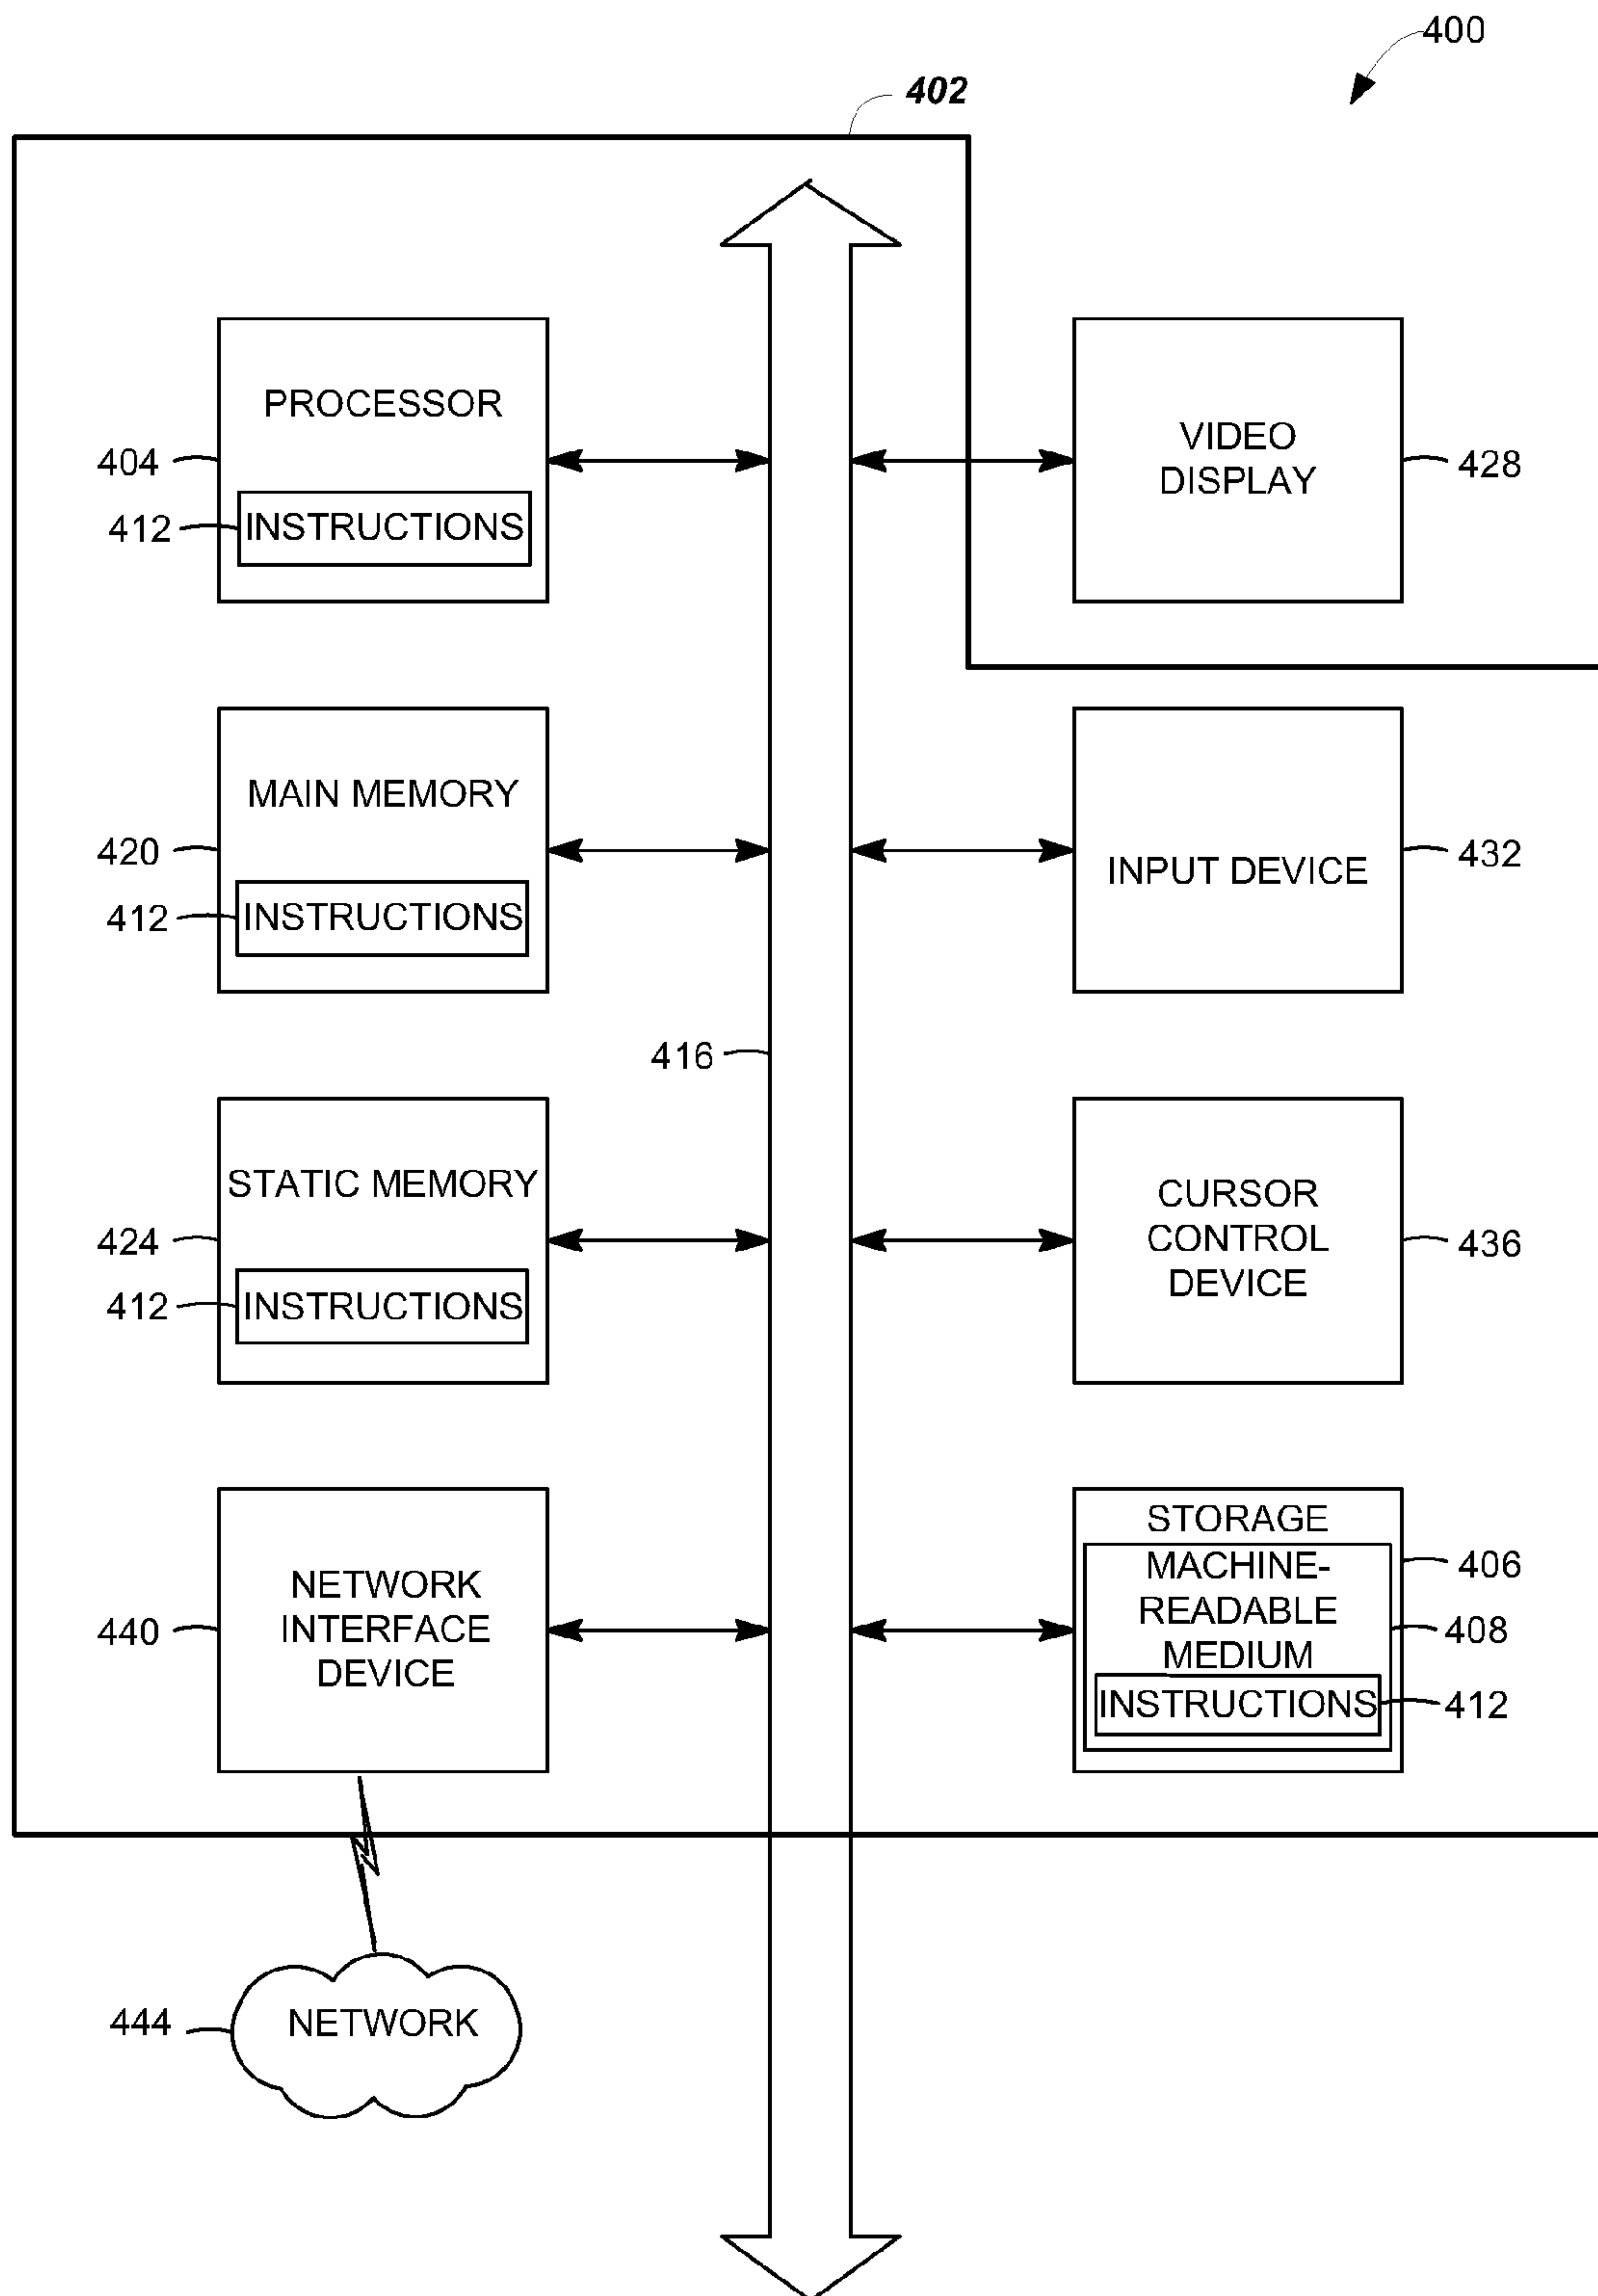 400
402
PROCESSOR
404
412
INSTRUCTIONS
VIDEO
DISPLAY
428
MAIN MEMORY
420
412
INSTRUCTIONS
INPUT DEVICE
432
416
STATIC MEMORY
424
412
INSTRUCTIONS
CURSOR
CONTROL
DEVICE
436
NETWORK
INTERFACE
DEVICE
440
STORAGE
406
MACHINE-
READABLE
MEDIUM
408
INSTRUCTIONS
412
444
NETWORK